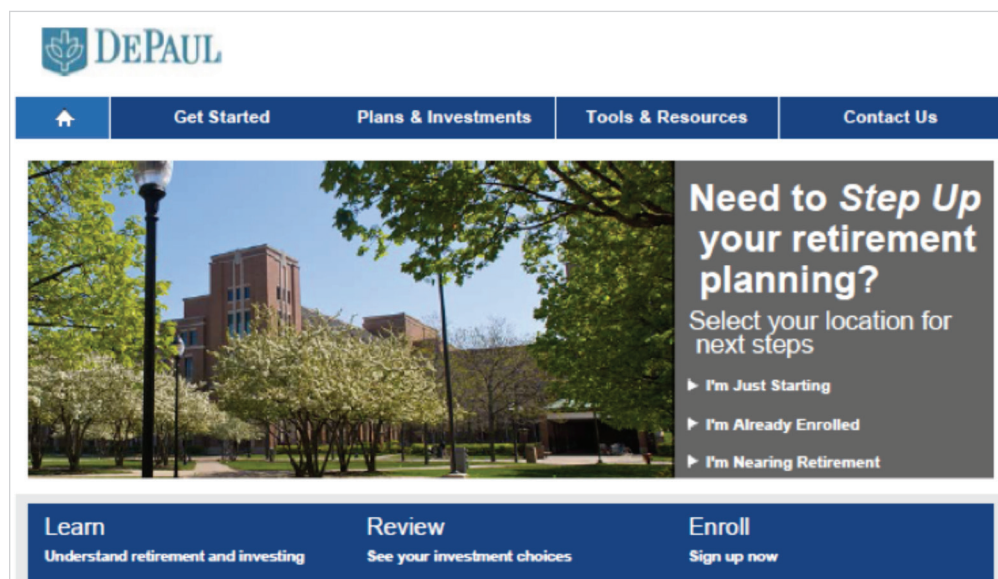 DEPAUL
Get Started Plans & Investments Tools & Resources Contact Us
Need to Step Up
your retirement
planning?
Select your location for
next steps
I'm Just Starting
I'm Already Enrolled
I'm Nearing Retirement
Learn Review Enroll
Understand retirement and investing See your investment choices Sign up now